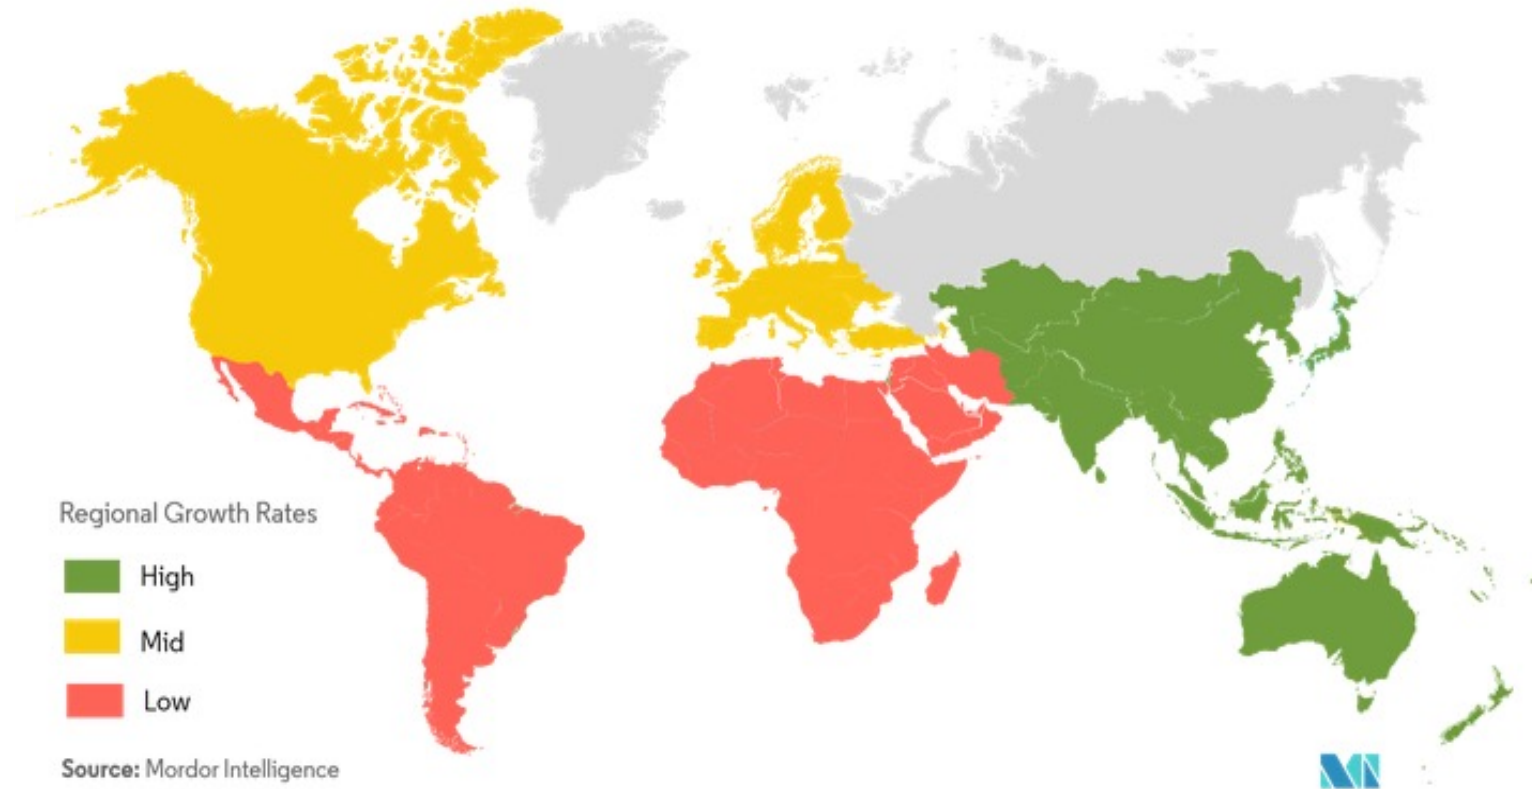 Regional Growth Rates
High
Mid
Low
Source: Mordor Intelligence